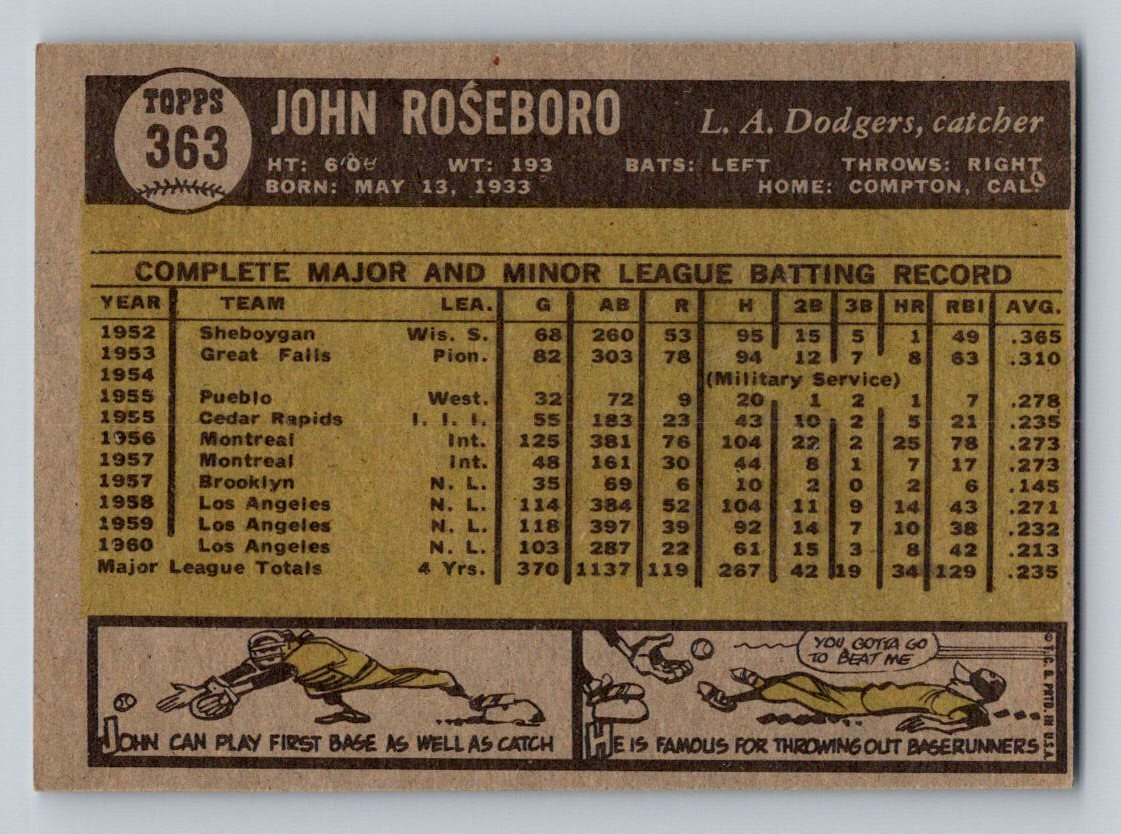 TOPPS
363
JOHN ROSEBORO
L. A. Dodgers, catcher
HT: 6'0" WT: 193 BATS: LEFT THROWS: RIGHT
BORN: MAY 13, 1933 HOME: COMPTON, CAL.
COMPLETE MAJOR AND MINOR LEAGUE BATTING RECORD
YEAR TEAM LEA. G AB R H 2B 3B HR RBI AVG.
1952 Sheboygan Wis. S. 68 260 53 95 15 5 1 49 .365
1953 Great Falls Pion. 82 303 78 94 12 7 8 63 .310
1954 (Military Service)
1955 Pueblo West. 32 72 9 20 1 2 1 7 .278
1955 Cedar Rapids I. I. I. 55 183 23 43 10 2 5 21 .235
1956 Montreal Int. 125 381 76 104 22 2 25 78 .273
1957 Montreal Int. 48 161 30 44 8 1 7 17 .273
1957 Brooklyn N. L. 35 69 6 10 2 0 2 6 .145
1958 Los Angeles N. L. 114 384 52 104 11 9 14 43 .271
1959 Los Angeles N. L. 118 397 39 92 14 7 10 38 .232
1960 Los Angeles N. L. 103 287 22 61 15 3 8 42 .213
Major League Totals 4 Yrs. 370 1137 119 267 42 19 34 129 .235
YOU GOTTA GO
TO BEAT ME
JOHN CAN PLAY FIRST BASE AS WELL AS CATCH
HE IS FAMOUS FOR THROWING OUT BASERUNNERS
© T.C.G. PRTD. IN U.S.A.